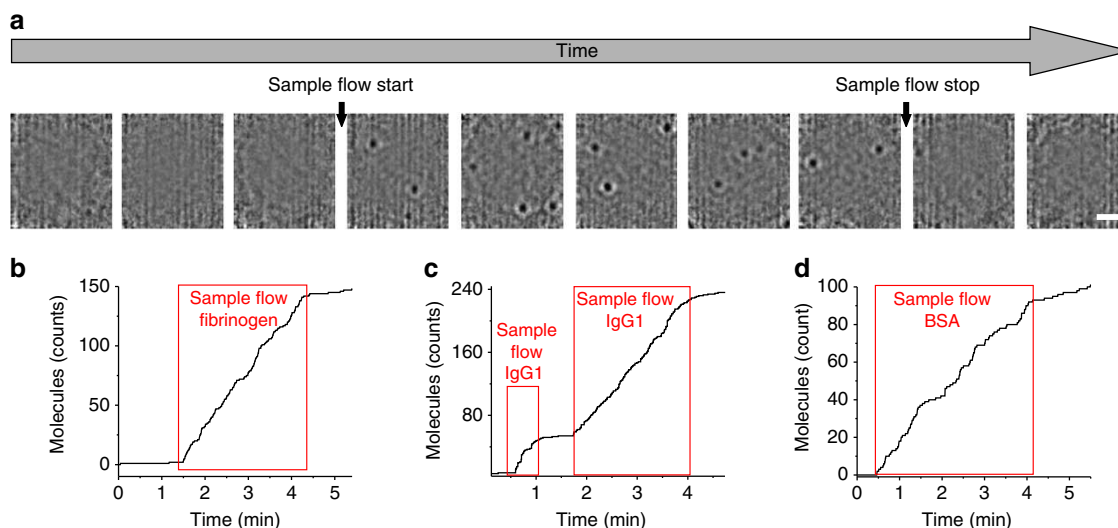 a
Time
Sample flow start
Sample flow stop
b
Molecules (counts)
150
100
50
0
Sample flow
fibrinogen
0
1
2
3
4
5
Time (min)
c
Molecules (counts)
240
160
80
Sample
flow
IgG1
Sample flow
IgG1
1
2
3
4
Time (min)
d
Molecules (count)
100
80
60
40
20
0
Sample flow
BSA
0
1
2
3
4
5
Time (min)